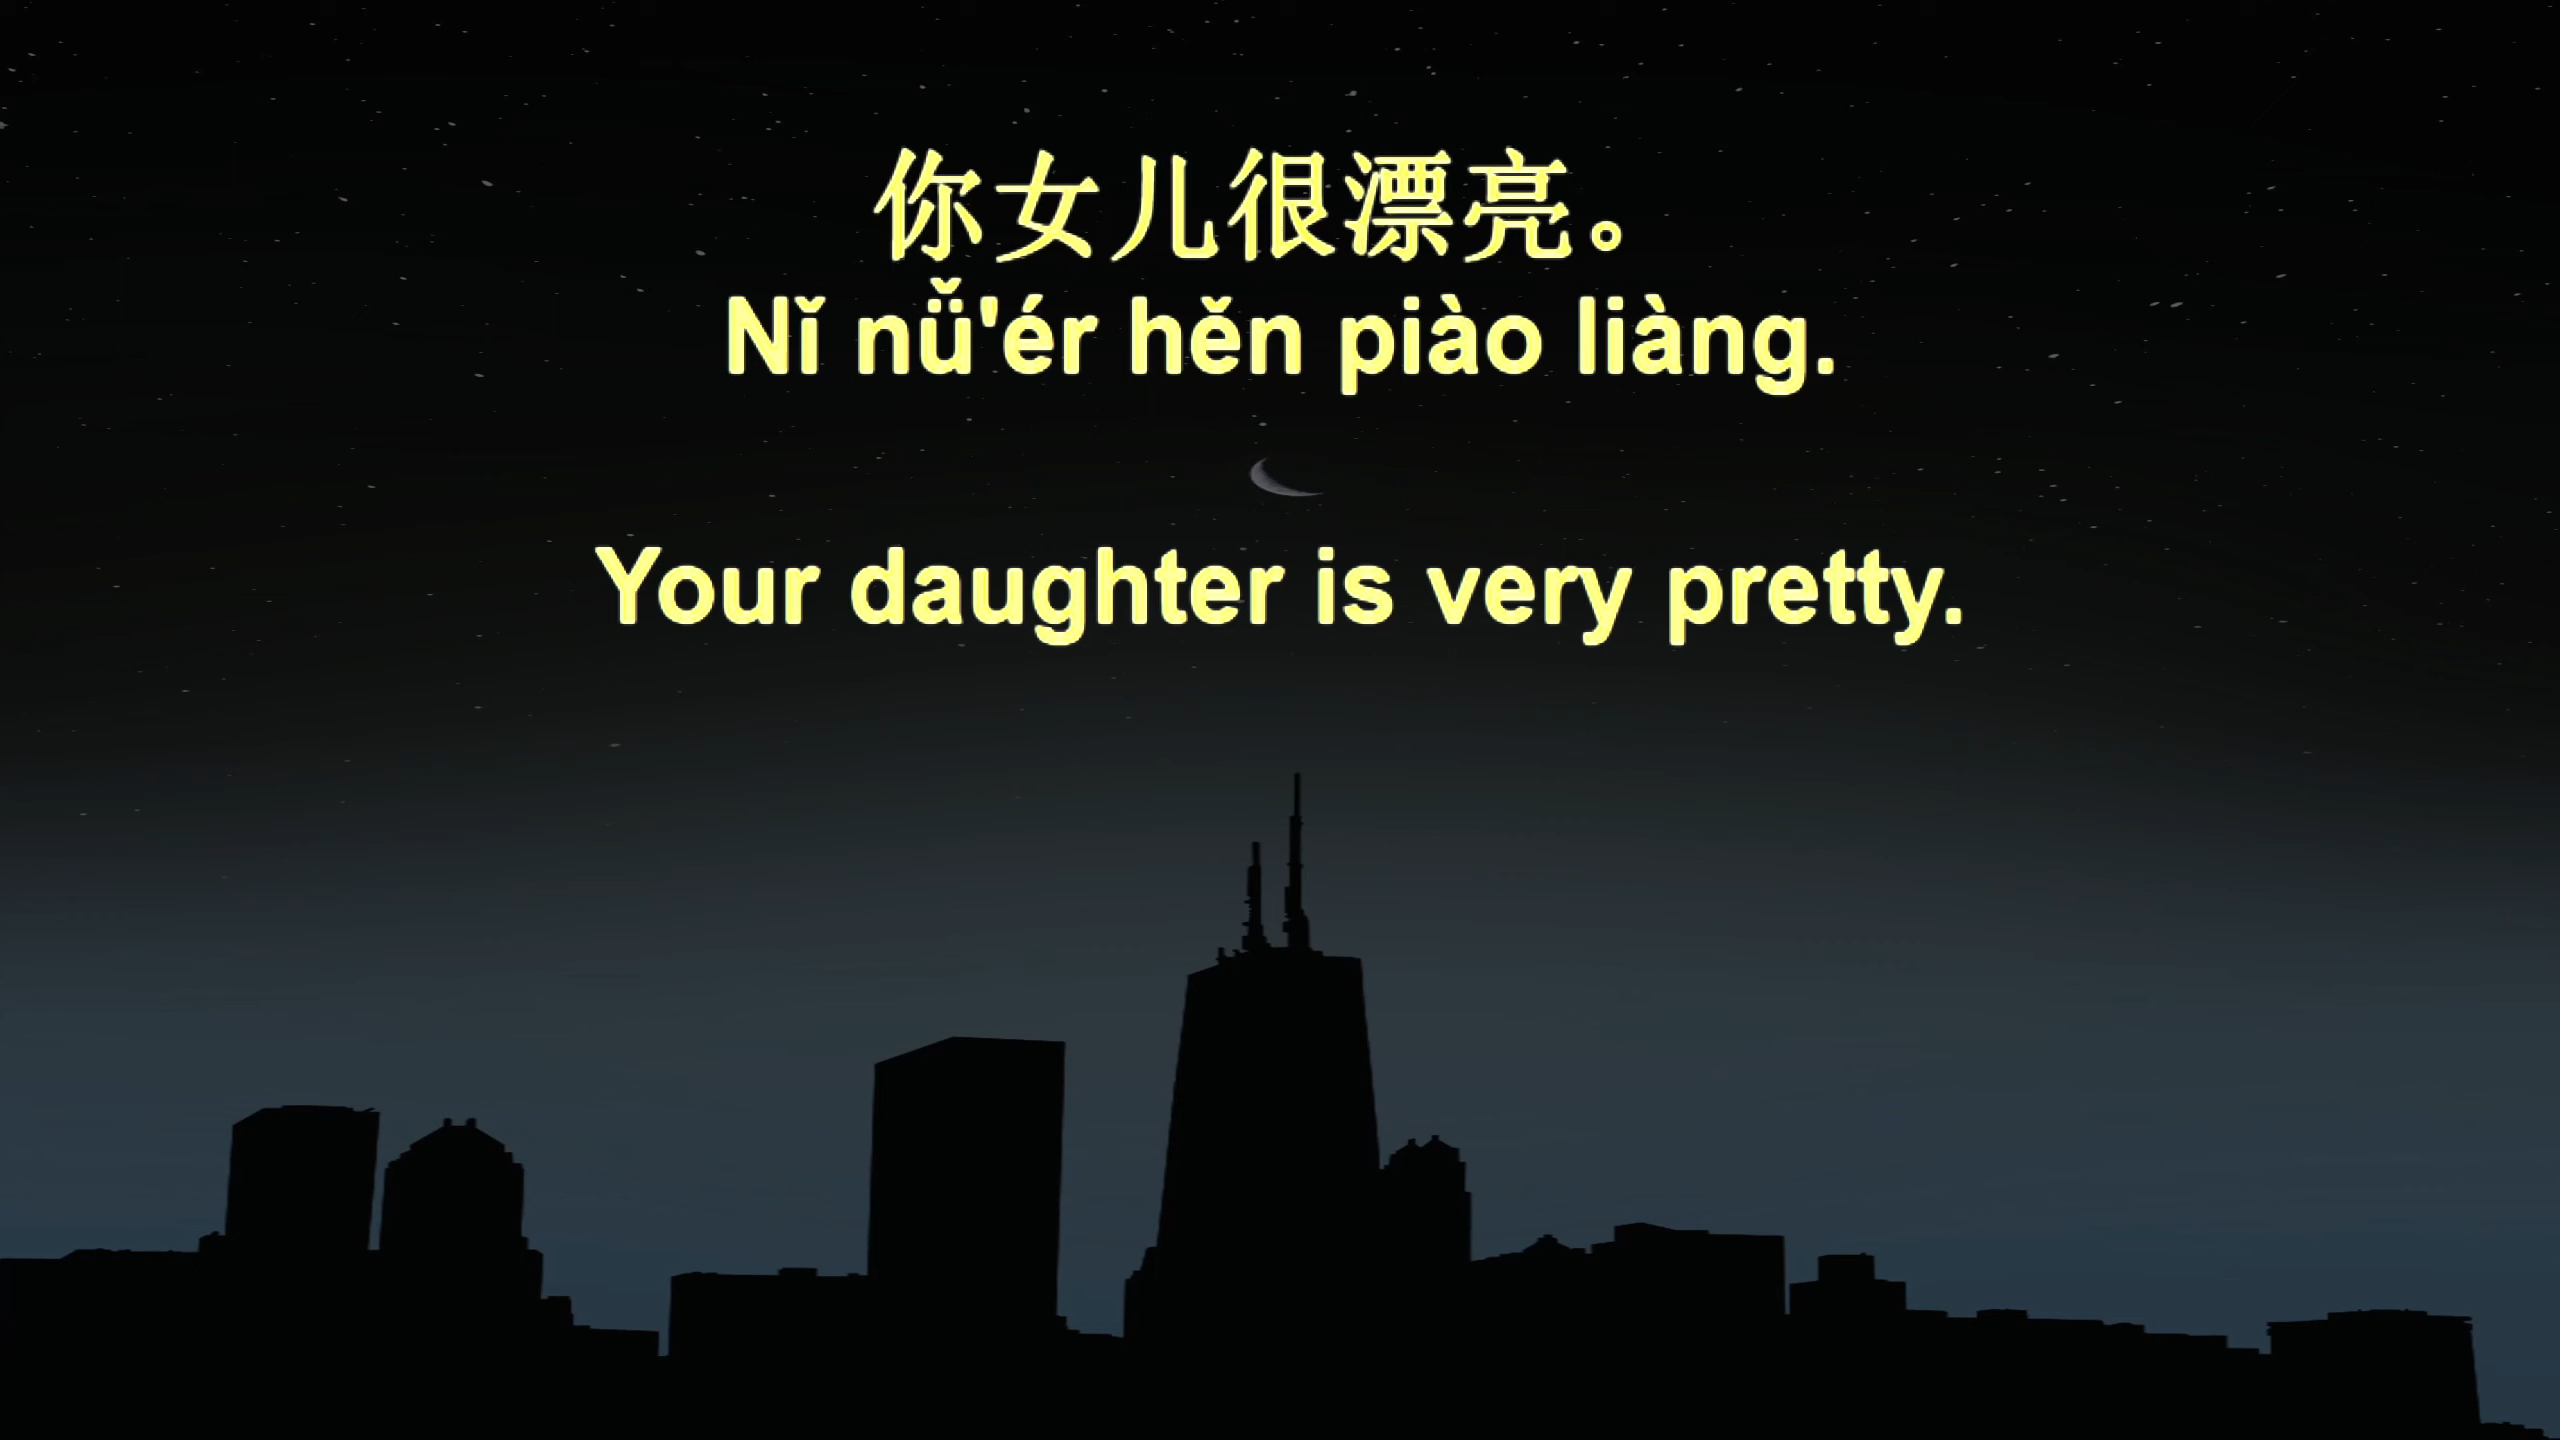 你女儿很漂亮。
Nǐ nǚ'ér hěn piào liàng.
Your daughter is very pretty.